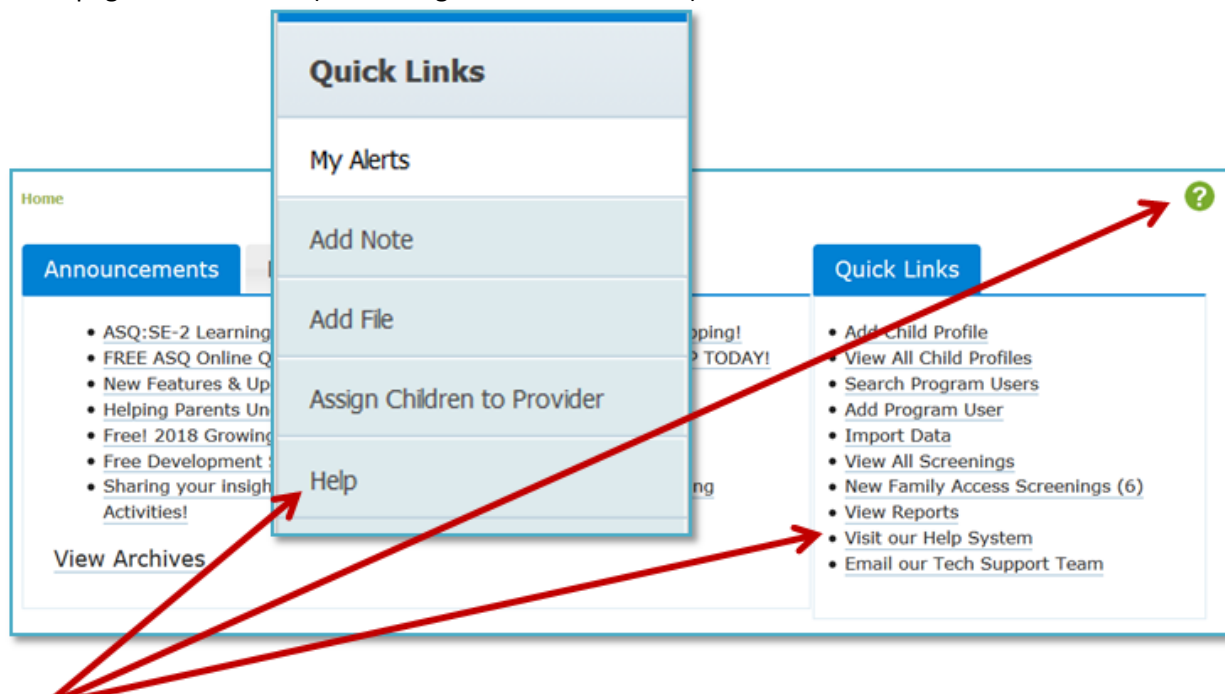 Quick Links
My Alerts
Add Note
Add File
Assign Children to Provider
Help
Home
?
Announcements
• ASQ:SE-2 Learning pping!
• FREE ASQ Online TODAY!
• New Features & Up
• Helping Parents Un
• Free! 2018 Growing
• Free Development
• Sharing your insigh ng
Activities!
View Archives
Quick Links
• Add Child Profile
• View All Child Profiles
• Search Program Users
• Add Program User
• Import Data
• View All Screenings
• New Family Access Screenings (6)
• View Reports
• Visit our Help System
• Email our Tech Support Team